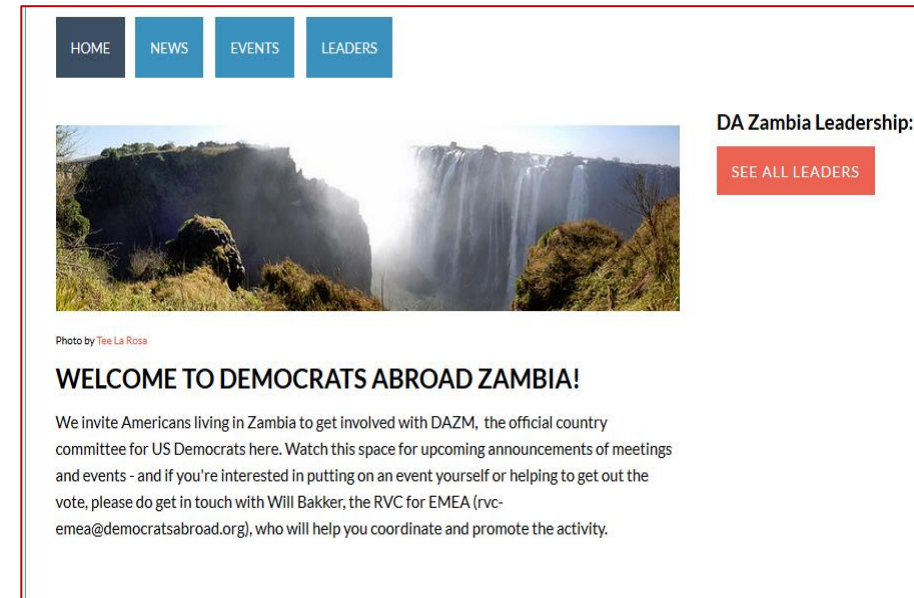 HOME NEWS EVENTS LEADERS
DA Zambia Leadership:
SEE ALL LEADERS
Photo by Tee La Rosa
WELCOME TO DEMOCRATS ABROAD ZAMBIA!
We invite Americans living in Zambia to get involved with DAZM,  the official country
committee for US Democrats here. Watch this space for upcoming announcements of meetings
and events - and if you're interested in putting on an event yourself or helping to get out the
vote, please do get in touch with Will Bakker, the RVC for EMEA (rvc-
emea@democratsabroad.org), who will help you coordinate and promote the activity.